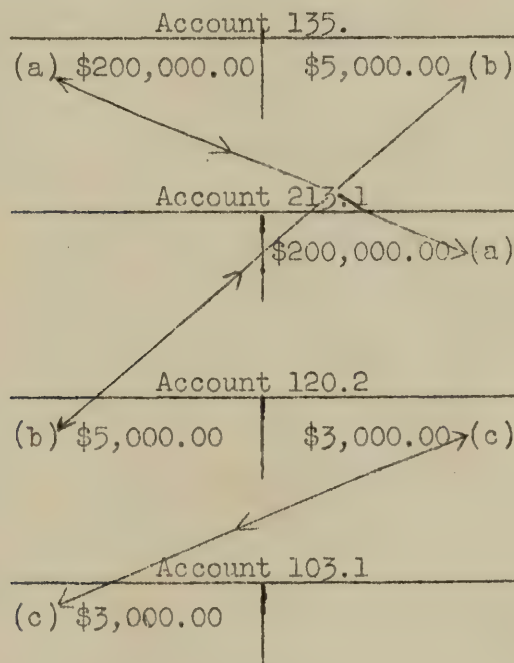 Account 135.
(a) $200,000.00 $5,000.00 (b)
Account 213.1
$200,000.00 (a)
Account 120.2
(b) $5,000.00 $3,000.00 (c)
Account 103.1
(c) $3,000.00